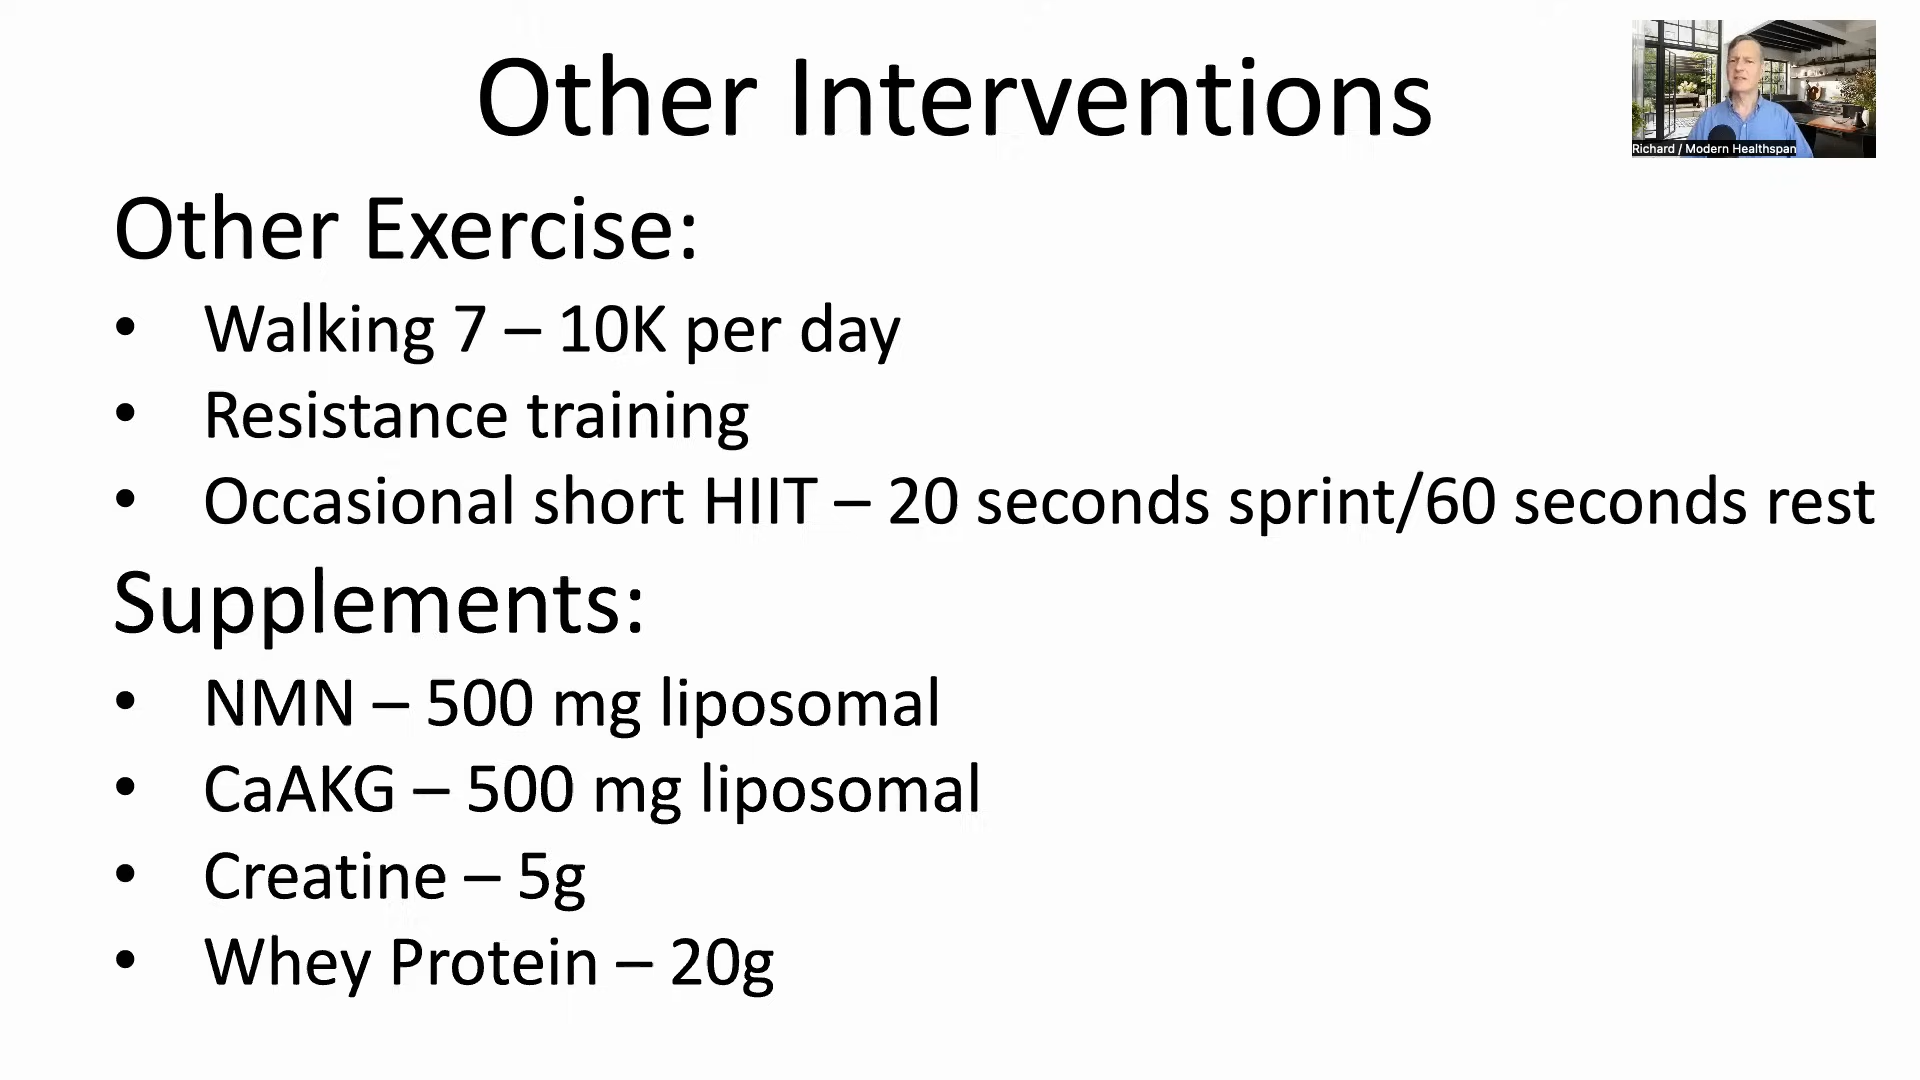 Other Interventions
Richard / Modern Healthspan
Other Exercise:
• Walking 7 – 10K per day
• Resistance training
• Occasional short HIIT – 20 seconds sprint/60 seconds rest
Supplements:
• NMN – 500 mg liposomal
• CaAKG – 500 mg liposomal
• Creatine – 5g
• Whey Protein – 20g